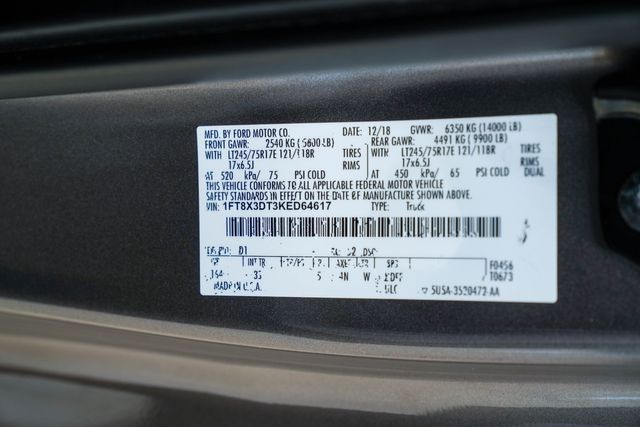 MFD. BY FORD MOTOR CO. DATE: 12/18 GVWR: 6350 KG (14000 LB)
FRONT GAWR: 2540 KG (5600 LB) REAR GAWR: 4491 KG (9900 LB)
WITH LT245/75R17E 121/118R TIRES WITH LT245/75R17E 121/118R TIRES
17x6.5J RIMS 17x6.5J RIMS
AT 520 kPa/ 75 PSI COLD AT 450 kPa/ 65 PSI COLD
THIS VEHICLE CONFORMS TO ALL APPLICABLE FEDERAL MOTOR VEHICLE
SAFETY STANDARDS IN EFFECT ON THE DATE OF MANUFACTURE SHOWN ABOVE.
VIN: 1FT8X3DT3KED64617 TYPE: Truck
F0456
T0673
MADE IN U.S.A. 5U5A-3520472-AA